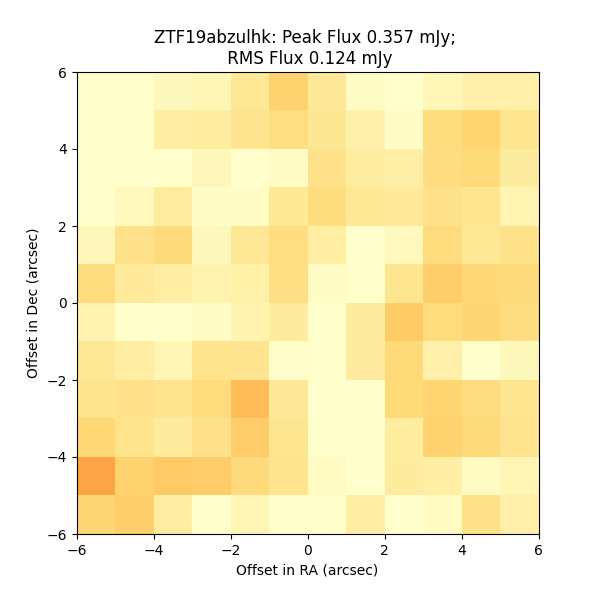 ZTF19abzulhk: Peak Flux 0.357 mJy;
RMS Flux 0.124 mJy
6
4
2
0
−2
−4
−6
Offset in Dec (arcsec)
−6 −4 −2 0 2 4 6
Offset in RA (arcsec)